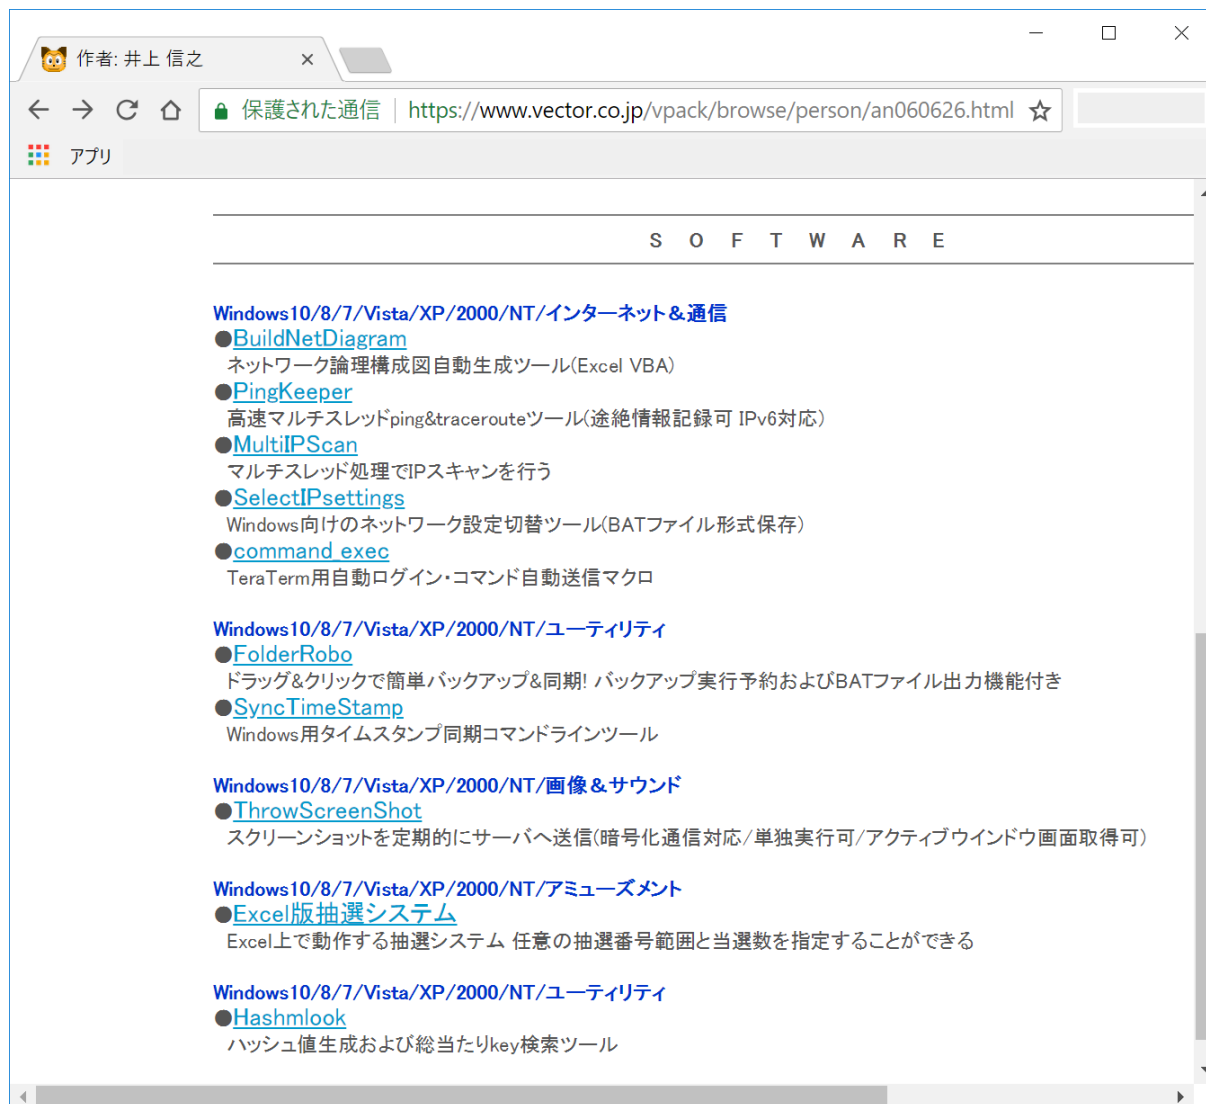 作者: 井上 信之
保護された通信 | https://www.vector.co.jp/vpack/browse/person/an060626.html
アプリ
SOFTWARE
Windows10/8/7/Vista/XP/2000/NT/インターネット＆通信
●BuildNetDiagram
ネットワーク論理構成図自動生成ツール(Excel VBA)
●PingKeeper
高速マルチスレッドping&tracerouteツール(途絶情報記録可 IPv6対応)
●MultiIPScan
マルチスレッド処理でIPスキャンを行う
●SelectIPsettings
Windows向けのネットワーク設定切替ツール(BATファイル形式保存)
●command_exec
TeraTerm用自動ログイン・コマンド自動送信マクロ
Windows10/8/7/Vista/XP/2000/NT/ユーティリティ
●FolderRobo
ドラッグ&クリックで簡単バックアップ&同期! バックアップ実行予約およびBATファイル出力機能付き
●SyncTimeStamp
Windows用タイムスタンプ同期コマンドラインツール
Windows10/8/7/Vista/XP/2000/NT/画像＆サウンド
●ThrowScreenShot
スクリーンショットを定期的にサーバへ送信(暗号化通信対応/単独実行可/アクティブウインドウ画面取得可)
Windows10/8/7/Vista/XP/2000/NT/アミューズメント
●Excel版抽選システム
Excel上で動作する抽選システム 任意の抽選番号範囲と当選数を指定することができる
Windows10/8/7/Vista/XP/2000/NT/ユーティリティ
●Hashmlook
ハッシュ値生成および総当たりkey検索ツール